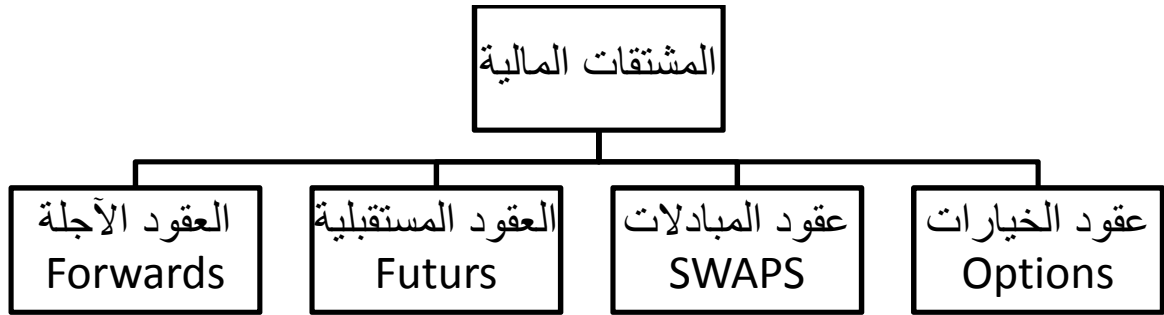 المشتقات المالية
عقود الخيارات
Options
عقود المبادلات
SWAPS
العقود المستقبلية
Futurs
العقود الآجلة
Forwards